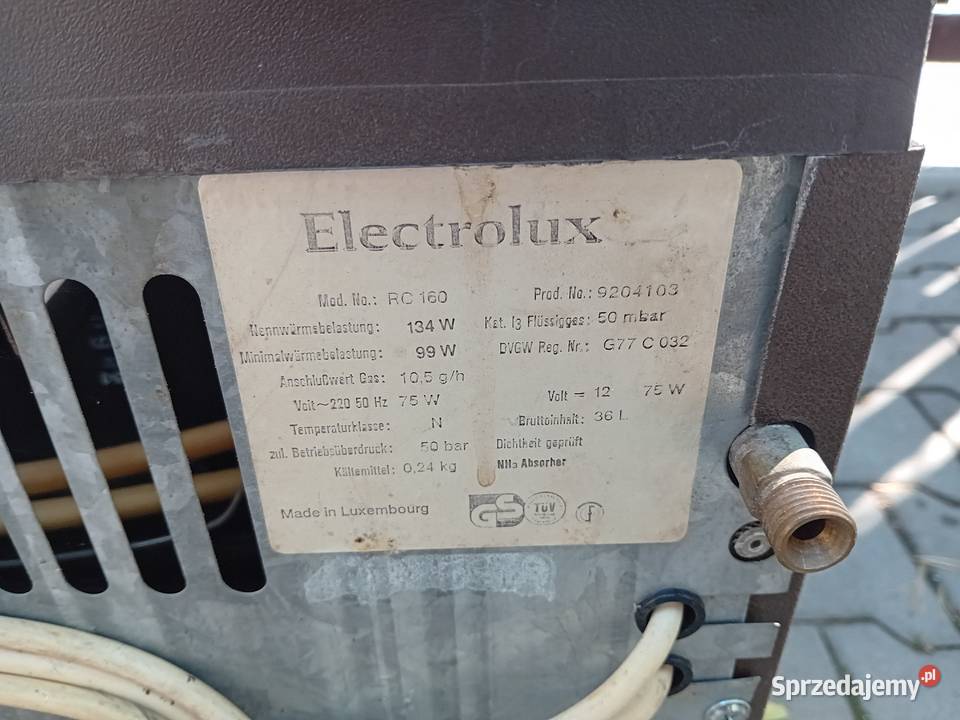 Electrolux
Mod. No.: RC 160 Prod. No.: 9204103
Nennwärmebelastung: 134 W Kat. I3 Flüssigges: 50 mbar
Minimalwärmebelastung: 99 W DVGW Reg. Nr.: G77 C 032
Anschlußwert Gas: 10,5 g/h
Volt~220 50 Hz 75 W Volt = 12 75 W
Temperaturklasse: N Bruttoinhalt: 36 L
zul. Betriebsüberdruck: 50 bar Dichtheit geprüft
Kältemittel: 0,24 kg NH3 Absorber
Made in Luxembourg GS TÜV
Sprzedajemy.pl